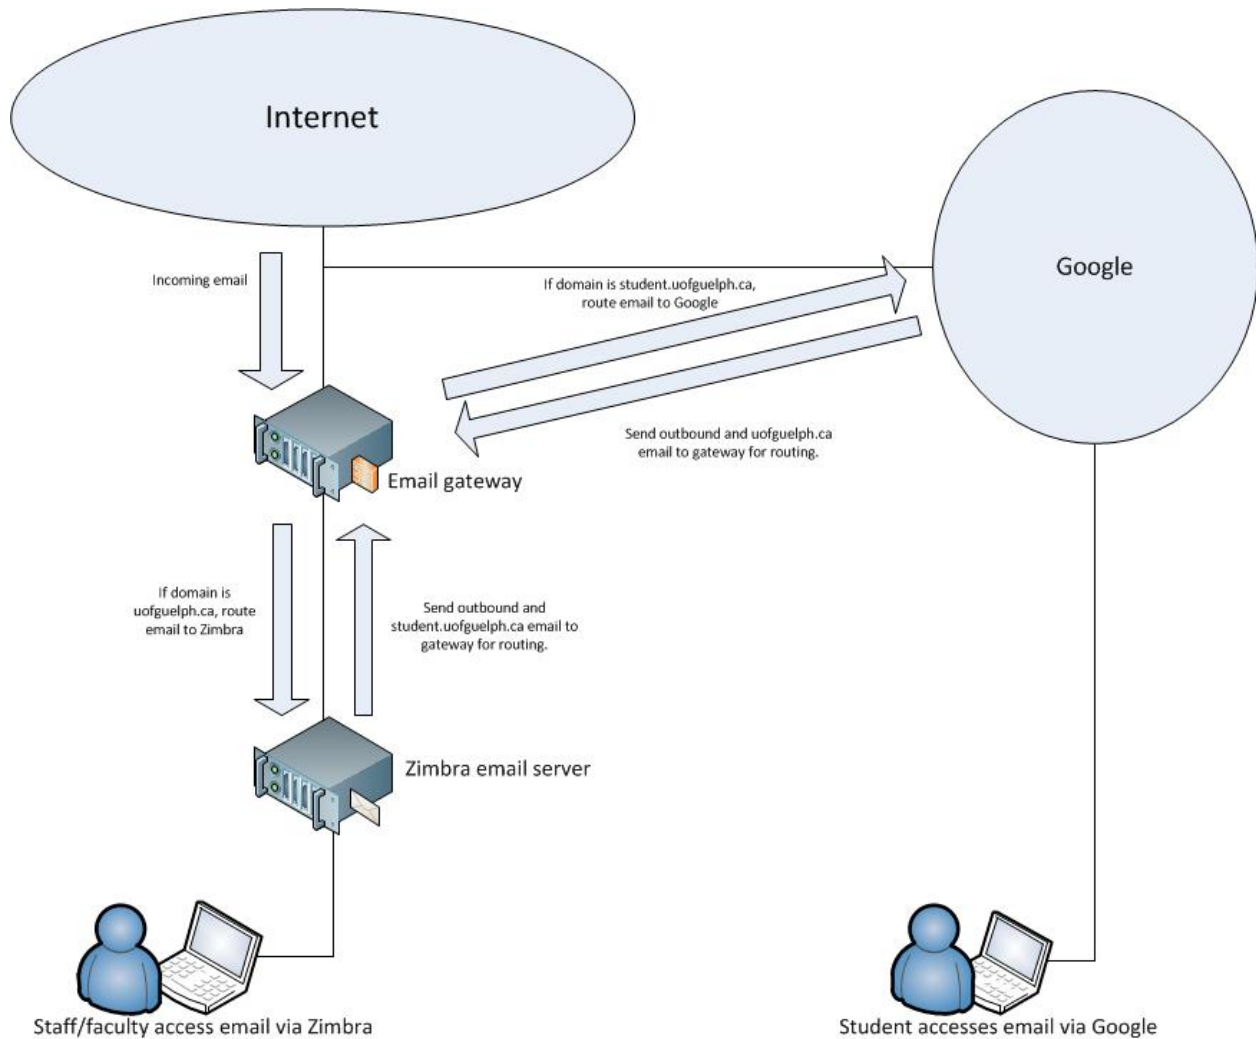 Internet
Google
Incoming email
If domain is student.uofguelph.ca,
route email to Google
Send outbound and uofguelph.ca
email to gateway for routing.
Email gateway
If domain is
uofguelph.ca, route
email to Zimbra
Send outbound and
student.uofguelph.ca email to
gateway for routing.
Zimbra email server
Staff/faculty access email via Zimbra
Student accesses email via Google